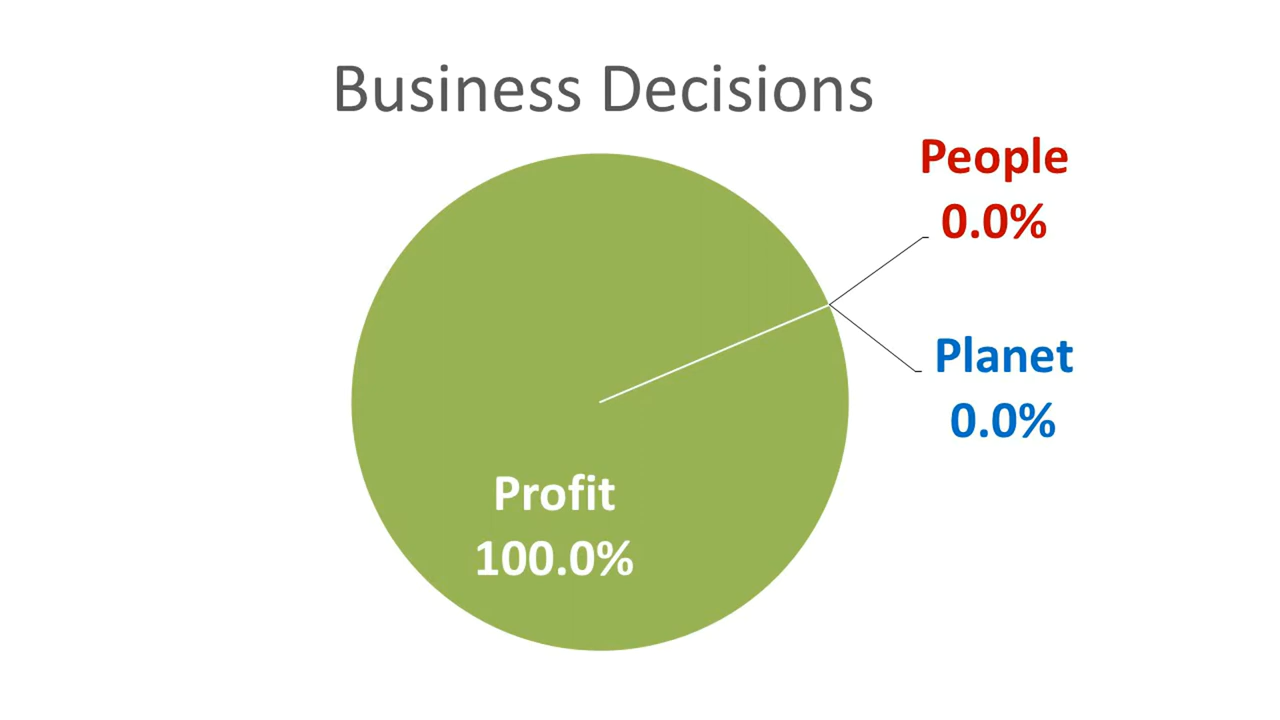 Business Decisions
People
0.0%
Planet
0.0%
Profit
100.0%